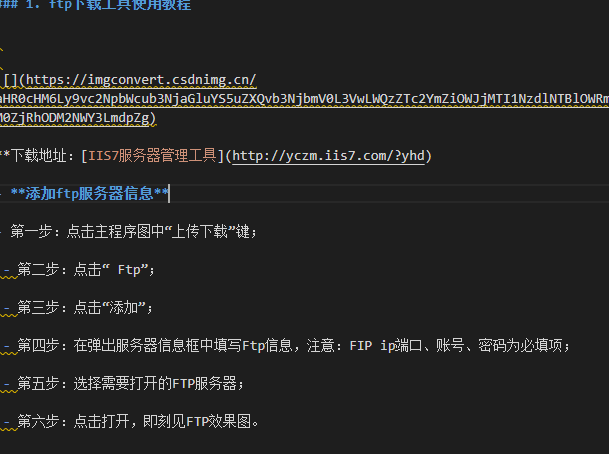 ### 1. ftp下载工具使用教程
[](https://imgconvert.csdnimg.cn/
aHR0cHM6Ly9vc2NpbWcub3NjaGluYS5uZXQvb3NjbmV0L3VwLWQzZTc2YmZiOWJjMTI1NzdlNTBlOWRm
M0ZjRhODM2NWY3LmdpZg)
**下载地址：[IIS7服务器管理工具](http://yczm.iis7.com/?yhd)
- **添加ftp服务器信息**
- 第一步：点击主程序图中“上传下载”键；
- 第二步：点击“ Ftp”；
- 第三步：点击“添加”；
- 第四步：在弹出服务器信息框中填写Ftp信息，注意：FIP ip端口、账号、密码为必填项；
- 第五步：选择需要打开的FTP服务器；
- 第六步：点击打开，即刻见FTP效果图。